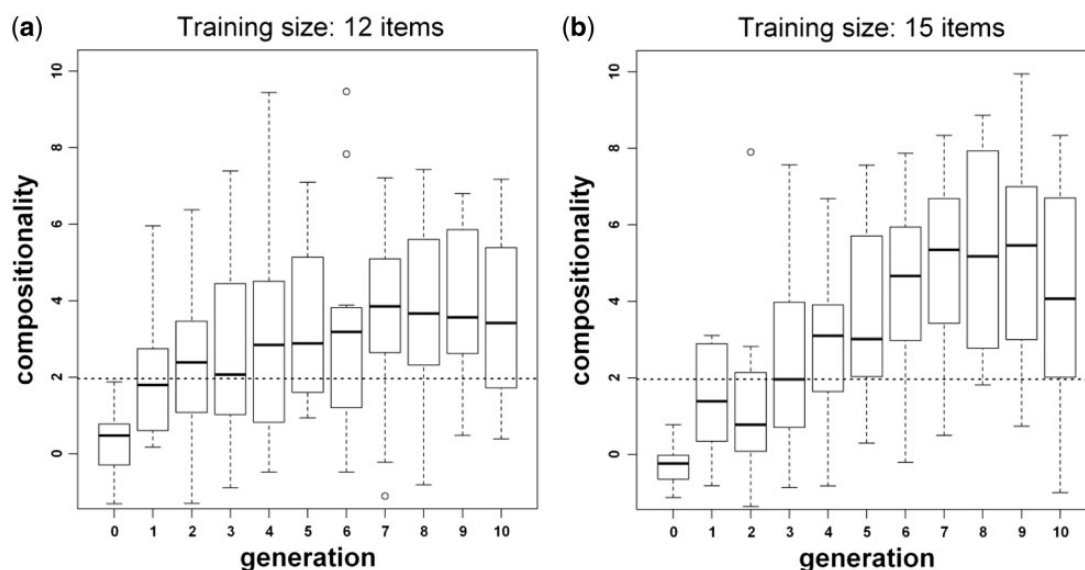 (a) Training size: 12 items
compositionality
10
8
6
4
2
0
0 1 2 3 4 5 6 7 8 9 10
generation
(b) Training size: 15 items
compositionality
10
8
6
4
2
0
0 1 2 3 4 5 6 7 8 9 10
generation